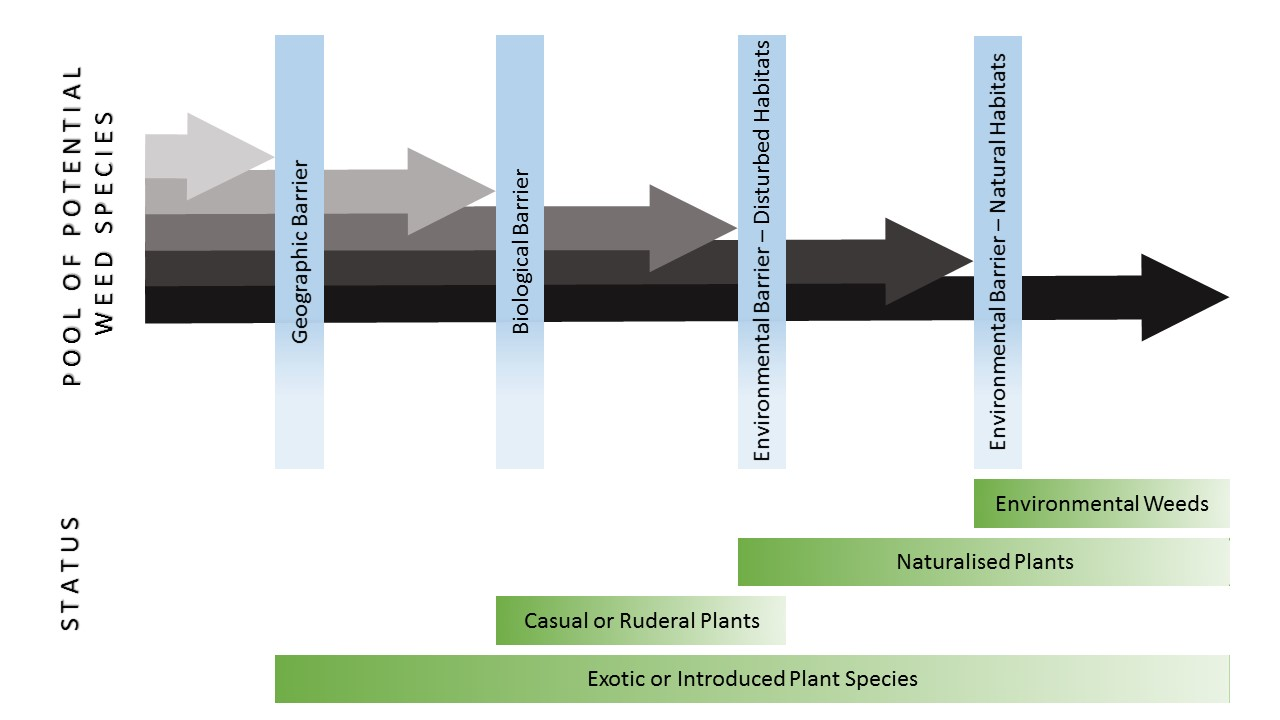 POOL OF POTENTIAL
WEED SPECIES
Geographic Barrier
Biological Barrier
Environmental Barrier – Disturbed Habitats
Environmental Barrier – Natural Habitats
STATUS
Environmental Weeds
Naturalised Plants
Casual or Ruderal Plants
Exotic or Introduced Plant Species